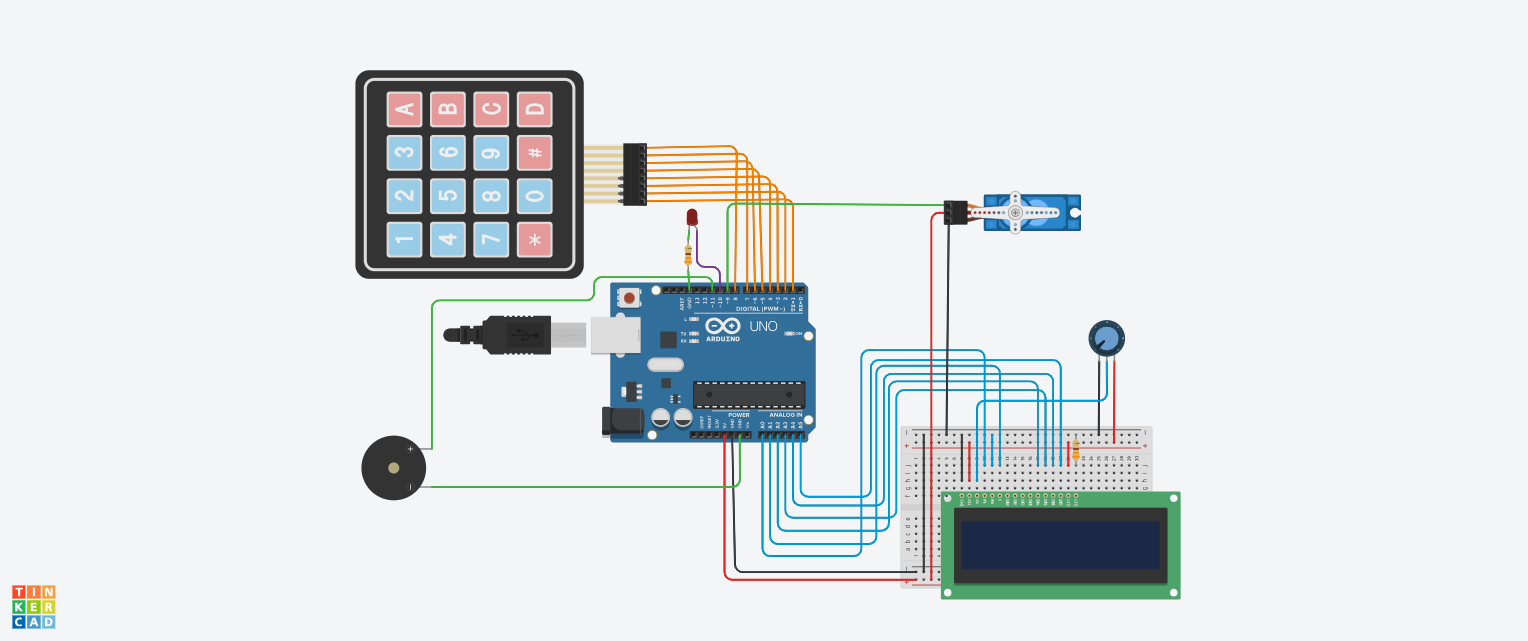 A B C D
3 6 9 #
2 5 8 0
1 4 7 *
AREF
GND
13
12
~11
~10
~9
8
7
~6
~5
4
~3
2
TX→1
RX←0
DIGITAL (PWM~)
L
TX
RX
ON
UNO
ARDUINO
POWER
ANALOG IN
IOREF
RESET
3.3V
5V
GND
GND
Vin
A0
A1
A2
A3
A4
A5
+
−
TIN
KER
CAD